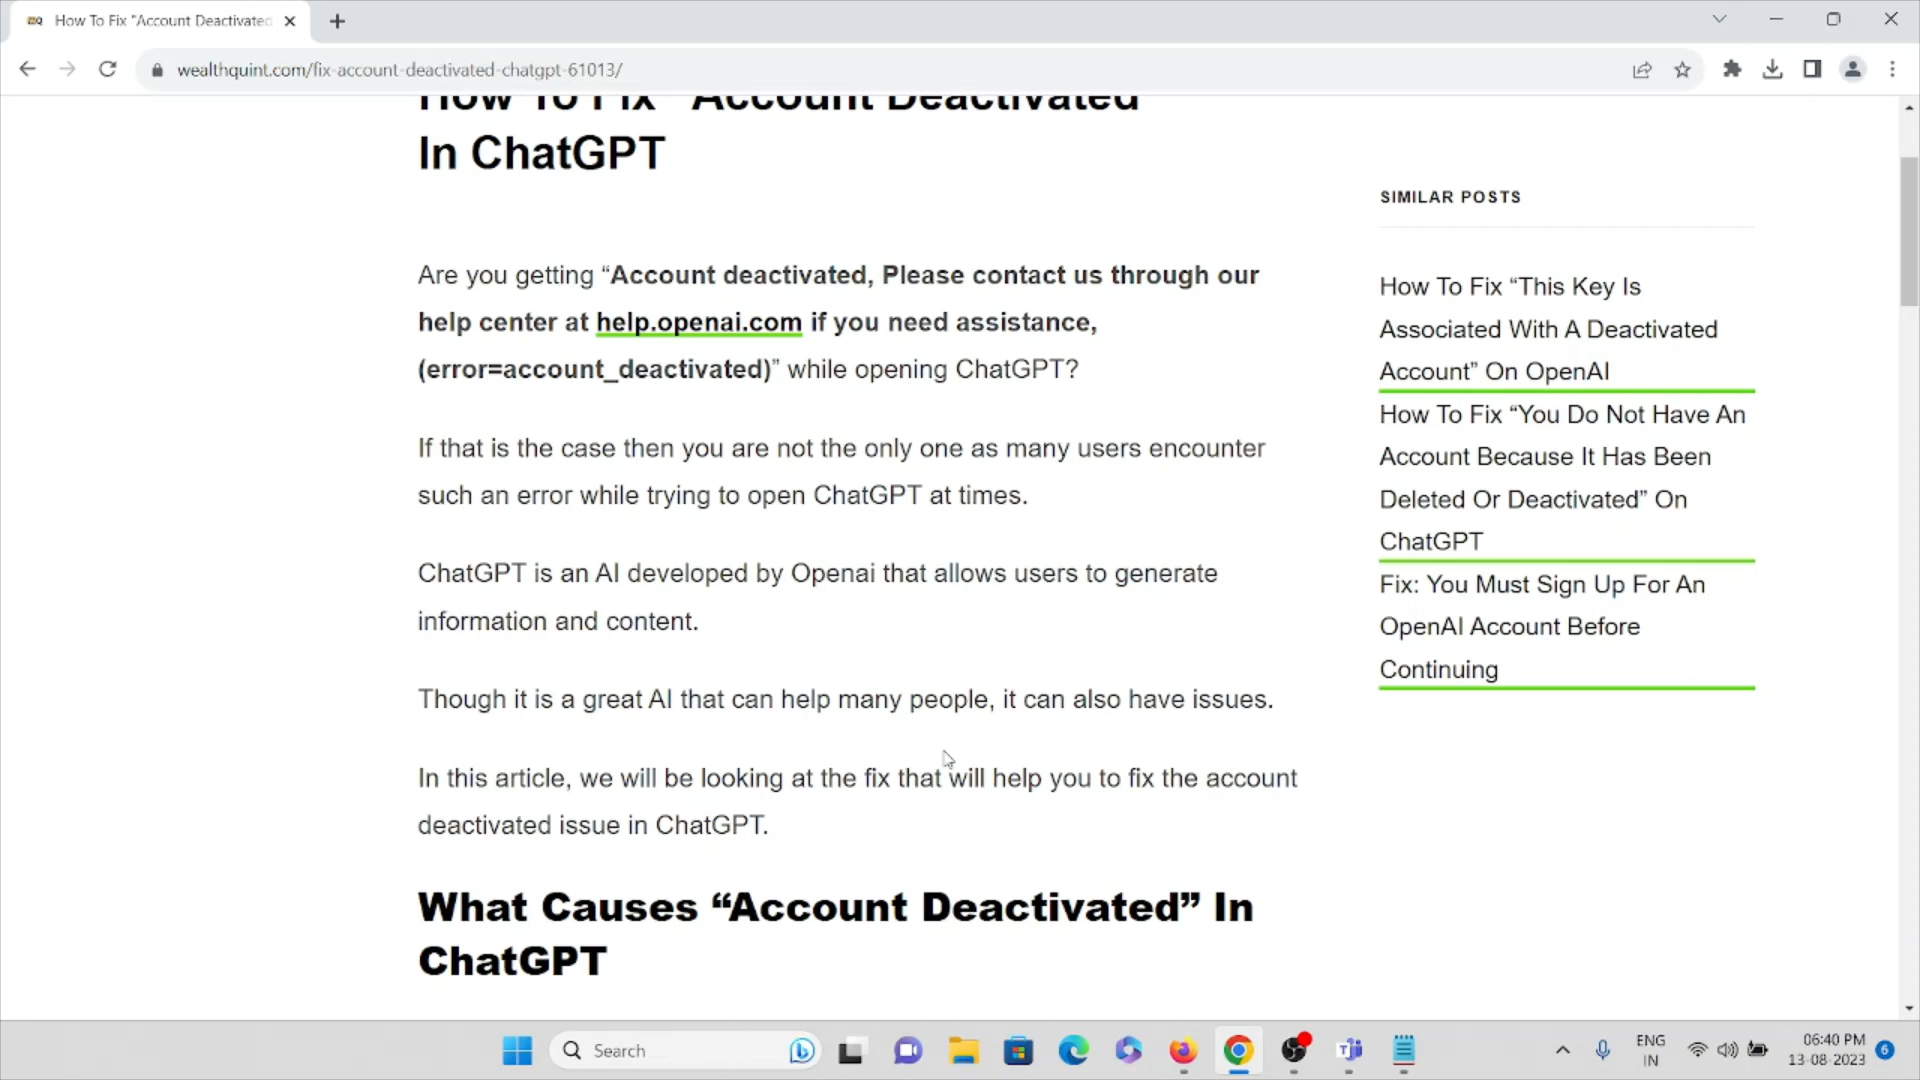 How To Fix "Account Deactivated
wealthquint.com/fix-account-deactivated-chatgpt-61013/
How To Fix “Account Deactivated
In ChatGPT
Are you getting “Account deactivated, Please contact us through our
help center at help.openai.com if you need assistance,
(error=account_deactivated)” while opening ChatGPT?
If that is the case then you are not the only one as many users encounter
such an error while trying to open ChatGPT at times.
ChatGPT is an AI developed by Openai that allows users to generate
information and content.
Though it is a great AI that can help many people, it can also have issues.
In this article, we will be looking at the fix that will help you to fix the account
deactivated issue in ChatGPT.
What Causes “Account Deactivated” In
ChatGPT
SIMILAR POSTS
How To Fix “This Key Is
Associated With A Deactivated
Account” On OpenAI
How To Fix “You Do Not Have An
Account Because It Has Been
Deleted Or Deactivated” On
ChatGPT
Fix: You Must Sign Up For An
OpenAI Account Before
Continuing
Search
ENG
IN
06:40 PM
13-08-2023
6